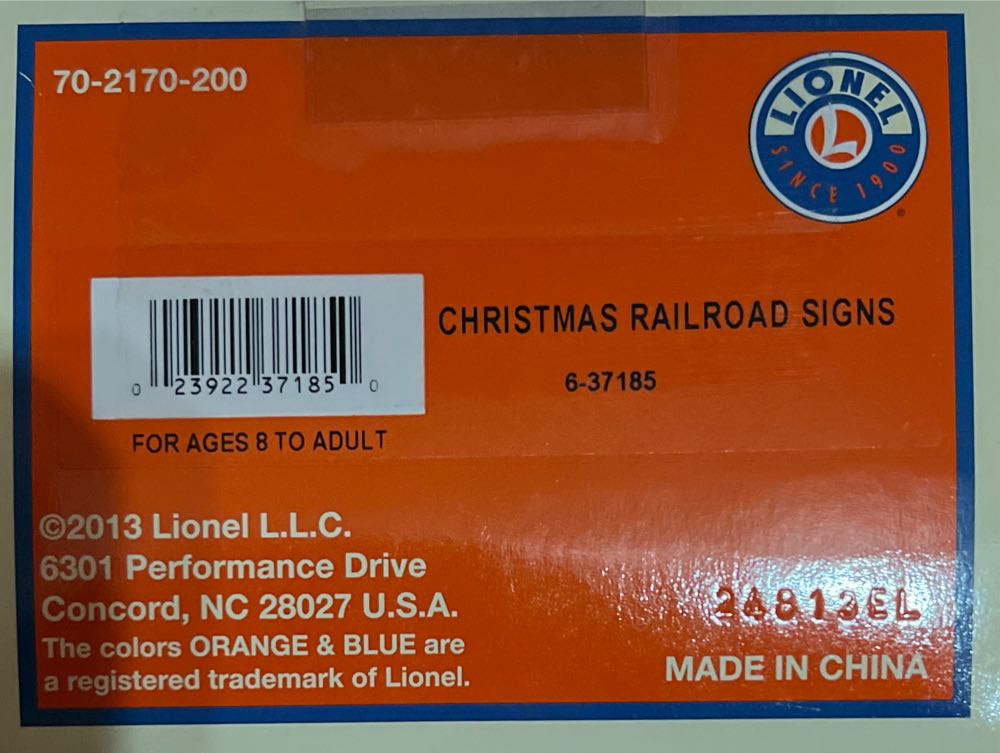 70-2170-200
LIONEL
L
SINCE 1900
®
CHRISTMAS RAILROAD SIGNS
6-37185
0 23922 37185 0
FOR AGES 8 TO ADULT
©2013 Lionel L.L.C.
6301 Performance Drive
Concord, NC 28027 U.S.A.
The colors ORANGE & BLUE are
a registered trademark of Lionel.
24813EL
MADE IN CHINA